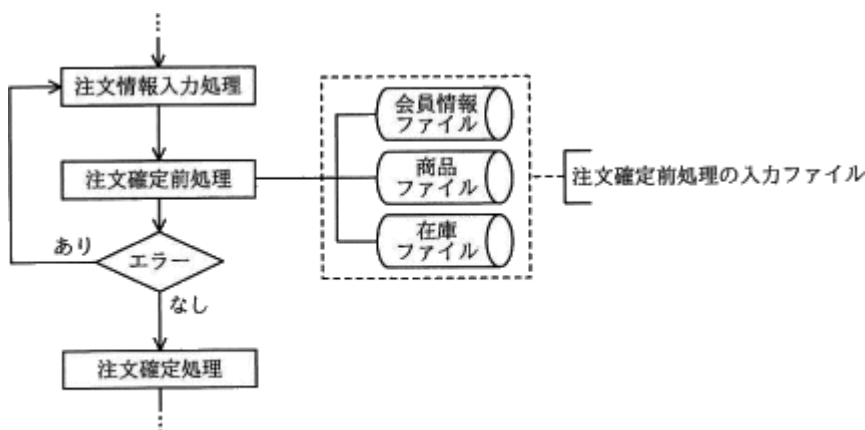 注文情報入力処理
会員情報
ファイル
注文確定前処理
商品
ファイル
注文確定前処理の入力ファイル
在庫
ファイル
あり
エラー
なし
注文確定処理